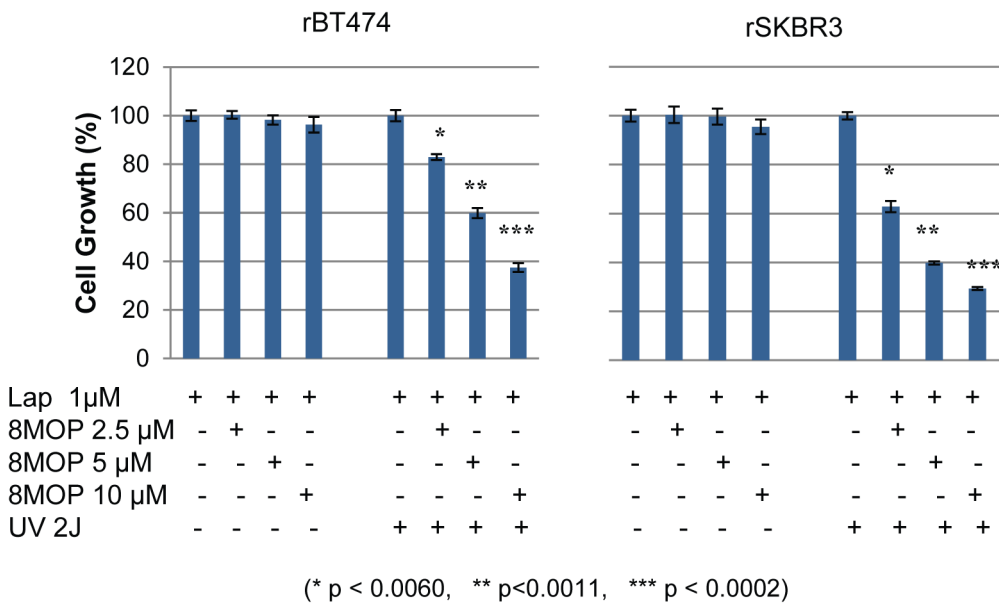 rBT474 rSKBR3
Cell Growth (%)
120
100
80
60
40
20
0
* ** ***
* ** ***
Lap 1µM + + + + + + + + + + + + + + + +
8MOP 2.5 µM - + - - - + - - - + - - - + - -
8MOP 5 µM - - + - - - + - - - + - - - + -
8MOP 10 µM - - - + - - - + - - - + - - - +
UV 2J - - - - + + + + - - - - + + + +
(* p < 0.0060, ** p<0.0011, *** p < 0.0002)